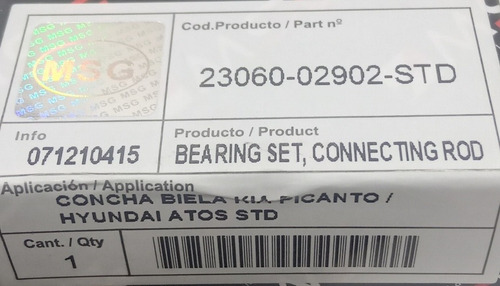 Cod.Producto / Part nº
MSG
23060-02902-STD
Info
071210415
Producto / Product
BEARING SET, CONNECTING ROD
Aplicación / Application
CONCHA BIELA KIA PICANTO /
HYUNDAI ATOS STD
Cant. / Qty
1